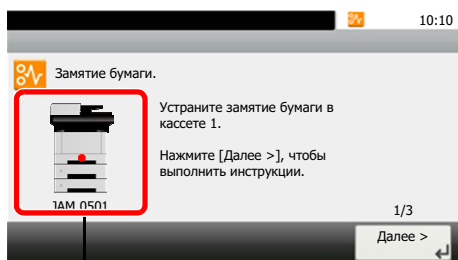 10:10
Замятие бумаги.
Устраните замятие бумаги в
кассете 1.
Нажмите [Далее >], чтобы
выполнить инструкции.
JAM 0501
1/3
Далее >